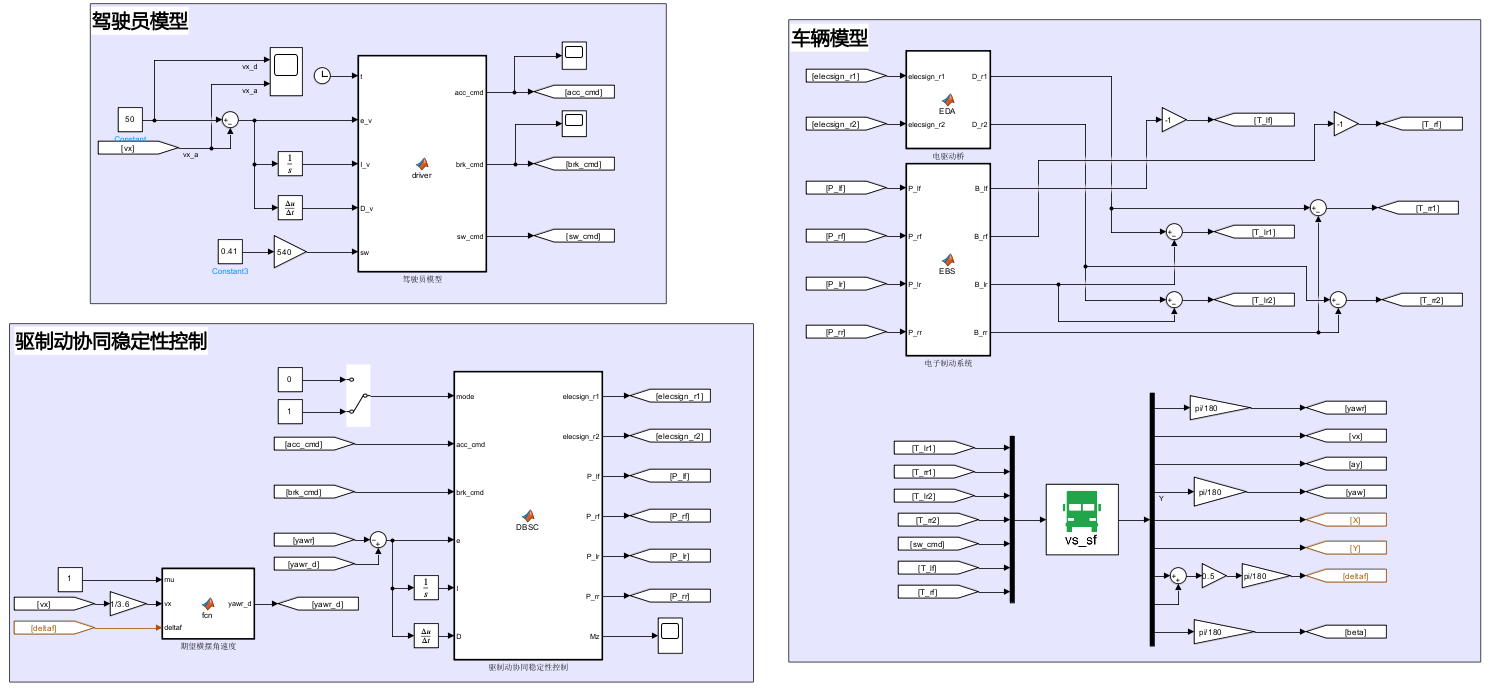 驾驶员模型
vx_d
vx_a
50
Constant
[vx]
vx_a
+
-
1
s
Δu
Δt
0.41
Constant3
540
t
e_v
I_v
D_v
sw
driver
acc_cmd
brk_cmd
sw_cmd
驾驶员模型
[acc_cmd]
[brk_cmd]
[sw_cmd]
驱制动协同稳定性控制
0
1
[acc_cmd]
[brk_cmd]
[yawr]
[yawr_d]
-
+
1
s
Δu
Δt
mode
acc_cmd
brk_cmd
e
I
D
DBSC
elecsign_r1
elecsign_r2
P_lf
P_rf
P_lr
P_rr
Mz
驱制动协同稳定性控制
[elecsign_r1]
[elecsign_r2]
[P_lf]
[P_rf]
[P_lr]
[P_rr]
1
[vx]
[deltaf]
1/3.6
mu
vx
deltaf
fcn
yawr_d
期望横摆角速度
[yawr_d]
车辆模型
[elecsign_r1]
[elecsign_r2]
elecsign_r1
elecsign_r2
EDA
D_r1
D_r2
电驱动桥
[P_lf]
[P_rf]
[P_lr]
[P_rr]
P_lf
P_rf
P_lr
P_rr
EBS
B_lf
B_rf
B_lr
B_rr
电子制动系统
-1
[T_lf]
-1
[T_rf]
+
-
[T_rr1]
+
-
[T_lr1]
+
-
[T_lr2]
+
-
[T_rr2]
[T_lr1]
[T_rr1]
[T_lr2]
[T_rr2]
[sw_cmd]
[T_lf]
[T_rf]
vs_sf
pi/180
[yawr]
[vx]
[ay]
Y
pi/180
[yaw]
[X]
[Y]
+
+
0.5
pi/180
[deltaf]
pi/180
[beta]